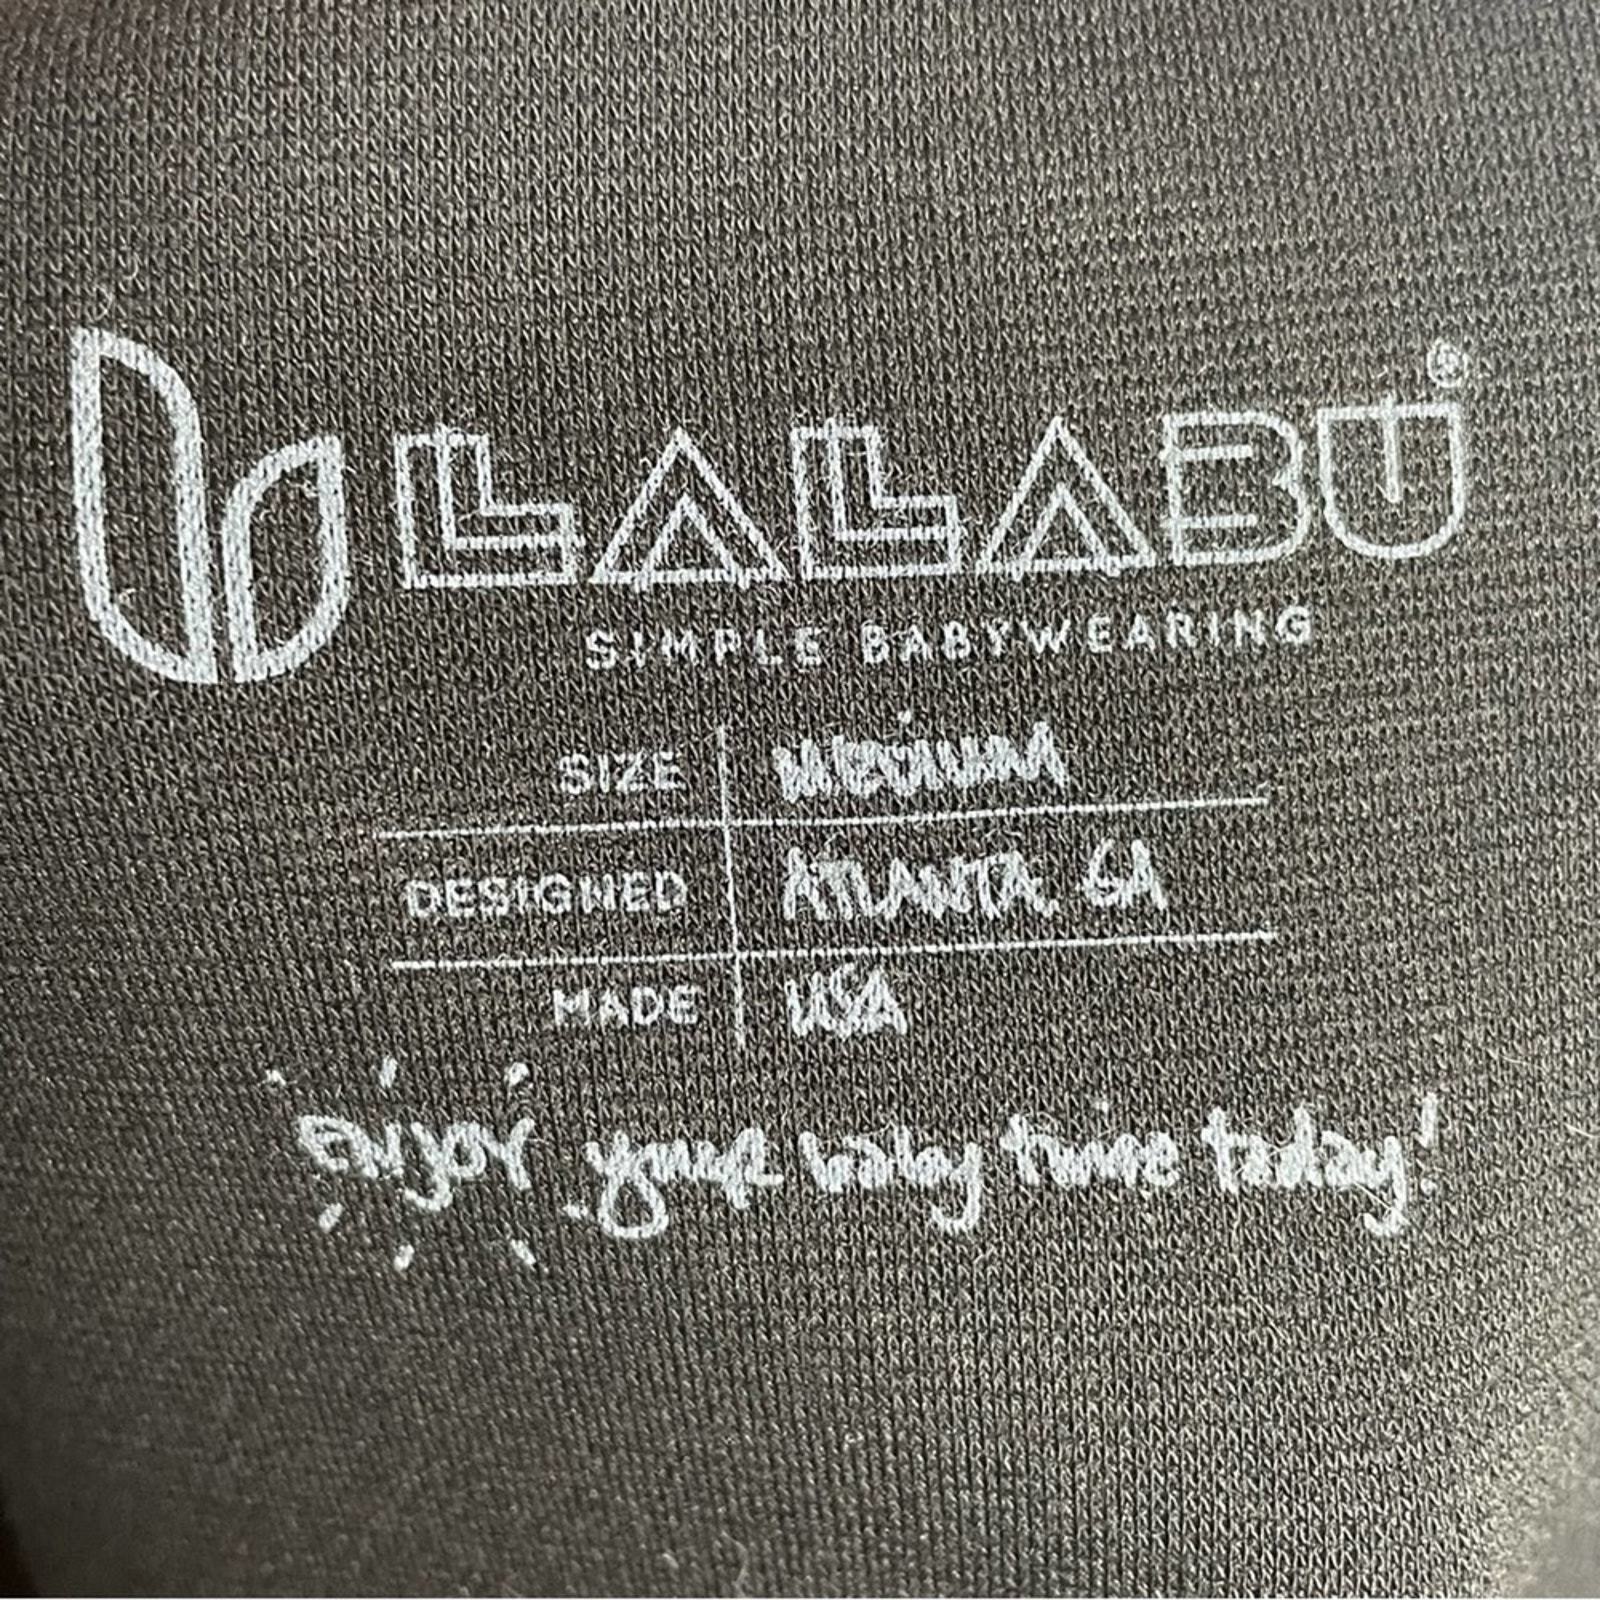 LALABU®
SIMPLE BABYWEARING
SIZE MEDIUM
DESIGNED ATLANTA GA
MADE USA
enjoy your baby time today!